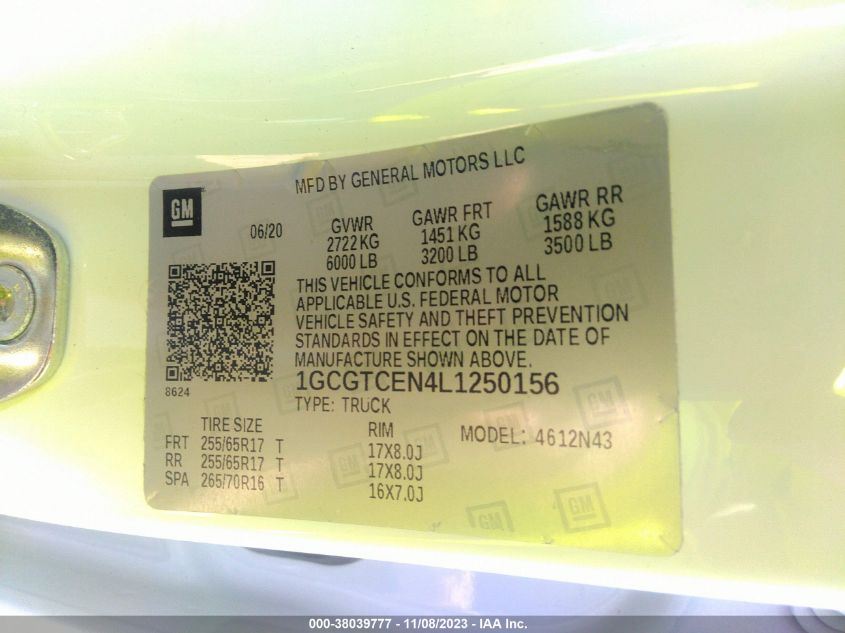 MFD BY GENERAL MOTORS LLC
GM
06/20
GVWR
2722 KG
6000 LB
GAWR FRT
1451 KG
3200 LB
GAWR RR
1588 KG
3500 LB
THIS VEHICLE CONFORMS TO ALL
APPLICABLE U.S. FEDERAL MOTOR
VEHICLE SAFETY AND THEFT PREVENTION
STANDARDS IN EFFECT ON THE DATE OF
MANUFACTURE SHOWN ABOVE.
8624
1GCGTCEN4L1250156
TYPE: TRUCK
TIRE SIZE
FRT 255/65R17 T
RR 255/65R17 T
SPA 265/70R16 T
RIM
17X8.0J
17X8.0J
16X7.0J
MODEL: 4612N43
GM
GM
000-38039777 - 11/08/2023 - IAA Inc.